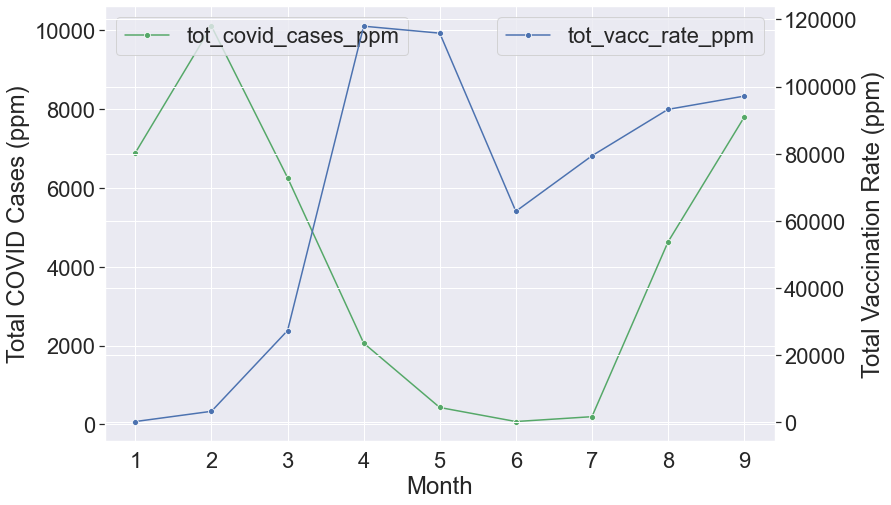 tot_covid_cases_ppm
tot_vacc_rate_ppm
Total COVID Cases (ppm)
10000
8000
6000
4000
2000
0
120000
100000
80000
60000
40000
20000
0
Total Vaccination Rate (ppm)
1 2 3 4 5 6 7 8 9
Month